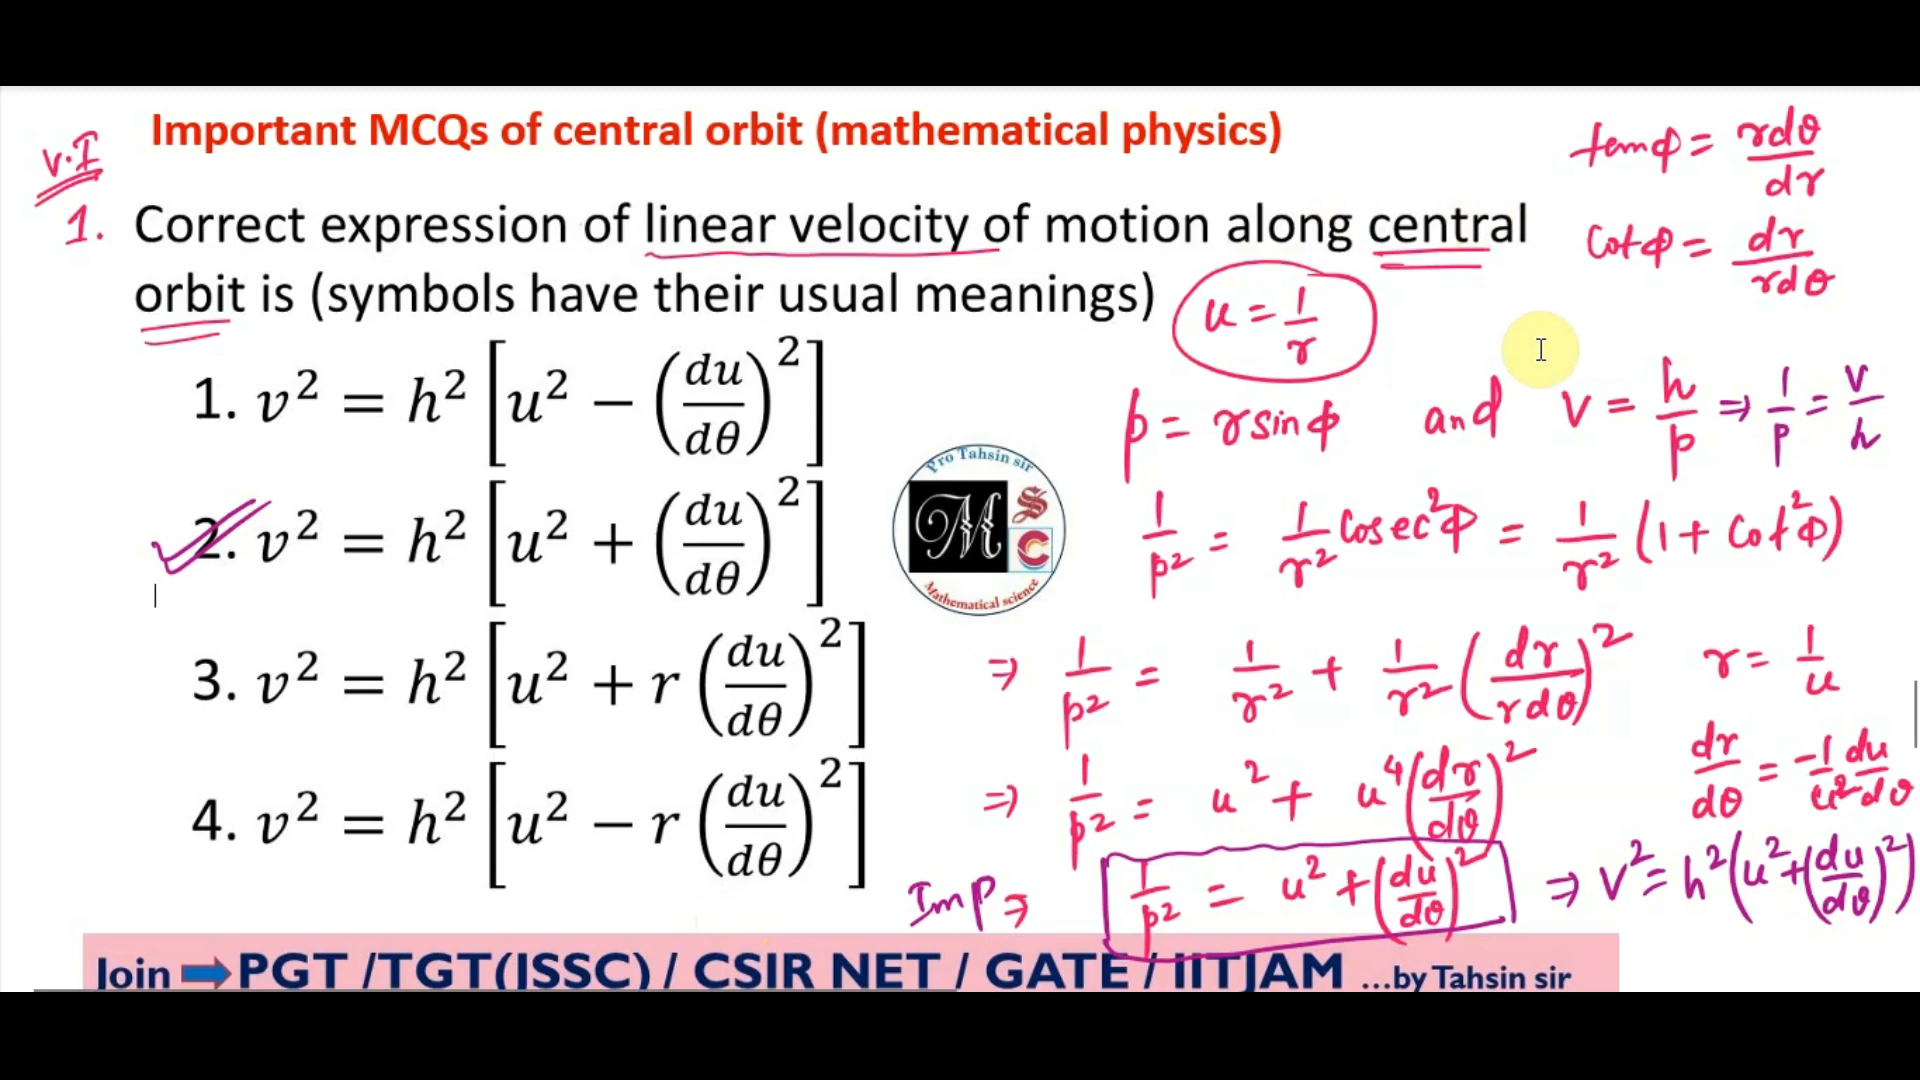 Important MCQs of central orbit (mathematical physics)
V.I
1. Correct expression of linear velocity of motion along central
orbit is (symbols have their usual meanings)
1. v² = h² [u² − (du/dθ)²]
2. v² = h² [u² + (du/dθ)²]
3. v² = h² [u² + r (du/dθ)²]
4. v² = h² [u² − r (du/dθ)²]
tanφ = rdθ/dr
Cotφ = dr/rdθ
u = 1/r
p = r sinφ and v = h/p ⇒ 1/p = v/h
1/p² = 1/r² Cosec²φ = 1/r² (1 + Cot²φ)
⇒ 1/p² = 1/r² + 1/r² (dr/rdθ)²
r = 1/u
⇒ 1/p² = u² + u⁴ (dr/dθ)²
dr/dθ = -1/u² du/dθ
Imp ⇒ 1/p² = u² + (du/dθ)² ⇒ v² = h² (u² + (du/dθ)²)
Pro Tahsin sir
M S C
Mathematical science
Join ➡ PGT /TGT(JSSC) / CSIR NET / GATE / IITJAM ...by Tahsin sir